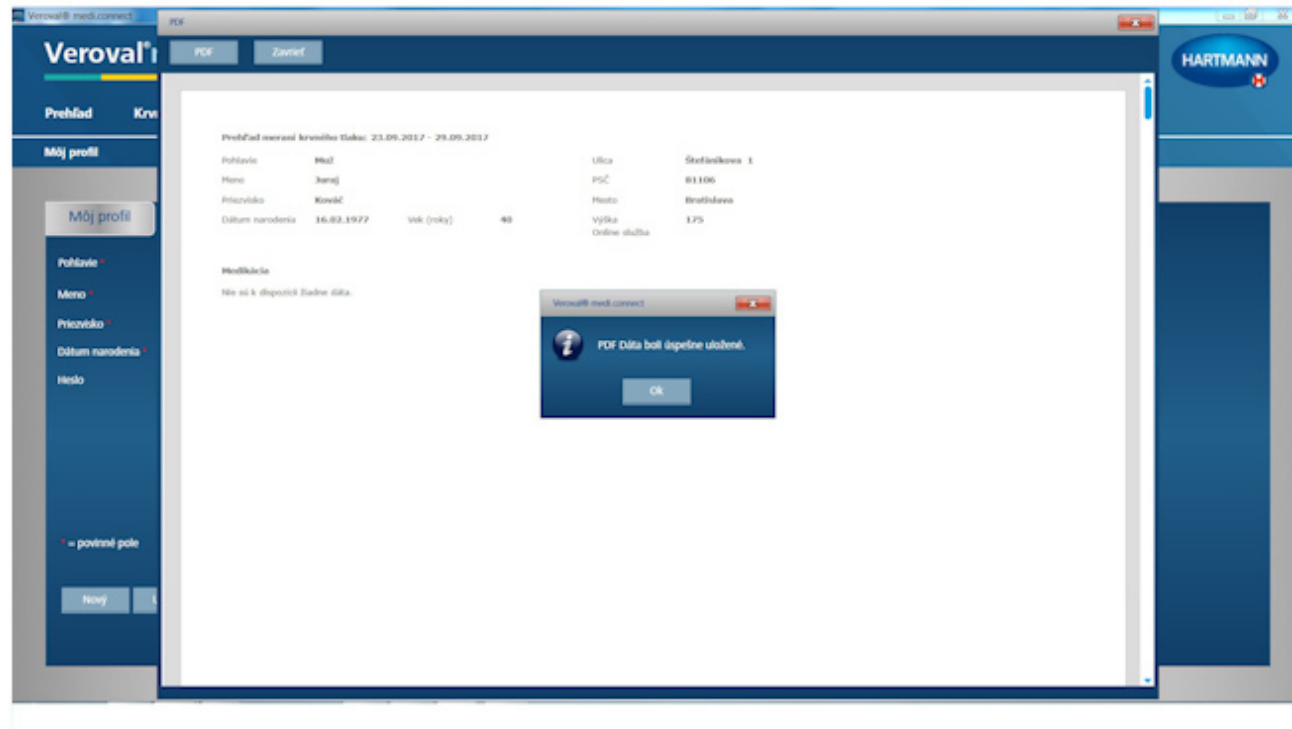 Veroval® medi.connect
PDF
Veroval®
PDF Zavrieť
HARTMANN
Prehľad
Môj profil
Prehľad meraní krvného tlaku: 23.09.2017 - 29.09.2017
Pohlavie Muž Ulica Štefánikova 1
Meno Juraj PSČ 81106
Priezvisko Kováč Mesto Bratislava
Dátum narodenia 16.02.1977 Vek (roky) 40 Výška 175
Online služba
Môj profil
Pohlavie *
Medikácia
Meno *
Nie sú k dispozícii žiadne dáta.
Veroval® medi.connect
Priezvisko *
PDF Dáta boli úspešne uložené.
Dátum narodenia *
Heslo
Ok
* = povinné pole
Nový